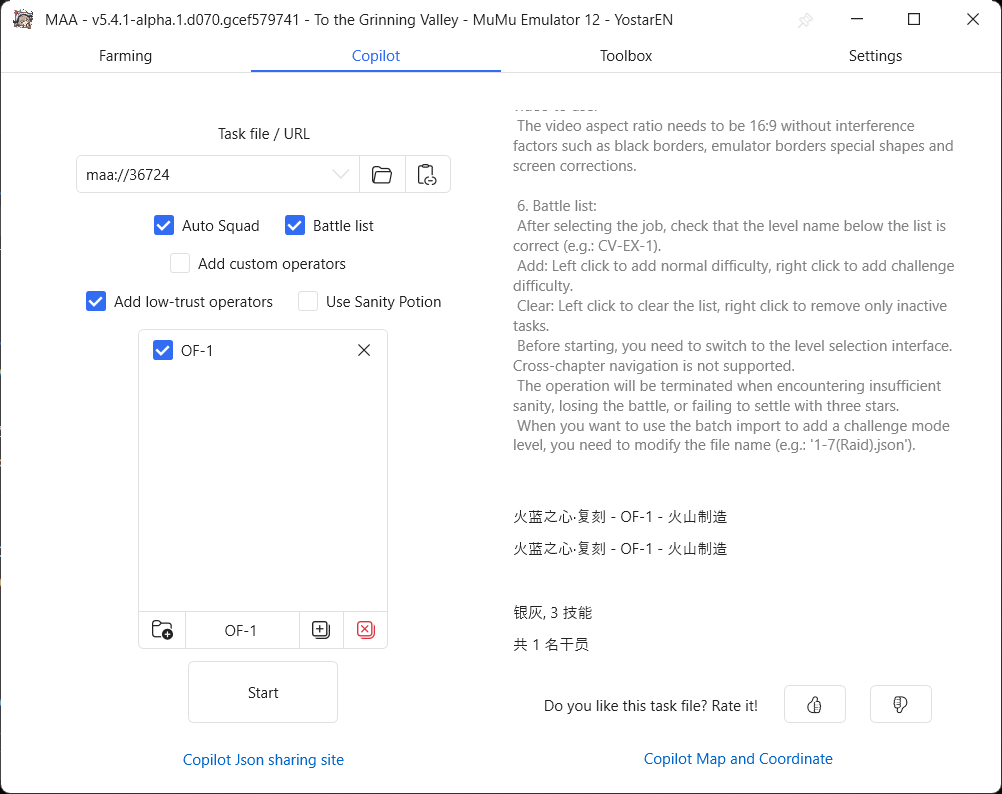 MAA - v5.4.1-alpha.1.d070.gcef579741 - To the Grinning Valley - MuMu Emulator 12 - YostarEN
Farming
Copilot
Toolbox
Settings
Task file / URL
maa://36724
Auto Squad
Battle list
Add custom operators
Add low-trust operators
Use Sanity Potion
OF-1
OF-1
Start
Copilot Json sharing site
The video aspect ratio needs to be 16:9 without interference
factors such as black borders, emulator borders special shapes and
screen corrections.
6. Battle list:
After selecting the job, check that the level name below the list is
correct (e.g.: CV-EX-1).
Add: Left click to add normal difficulty, right click to add challenge
difficulty.
Clear: Left click to clear the list, right click to remove only inactive
tasks.
Before starting, you need to switch to the level selection interface.
Cross-chapter navigation is not supported.
The operation will be terminated when encountering insufficient
sanity, losing the battle, or failing to settle with three stars.
When you want to use the batch import to add a challenge mode
level, you need to modify the file name (e.g.: '1-7(Raid).json').
火蓝之心·复刻 - OF-1 - 火山制造
火蓝之心·复刻 - OF-1 - 火山制造
银灰, 3 技能
共 1 名干员
Do you like this task file? Rate it!
Copilot Map and Coordinate